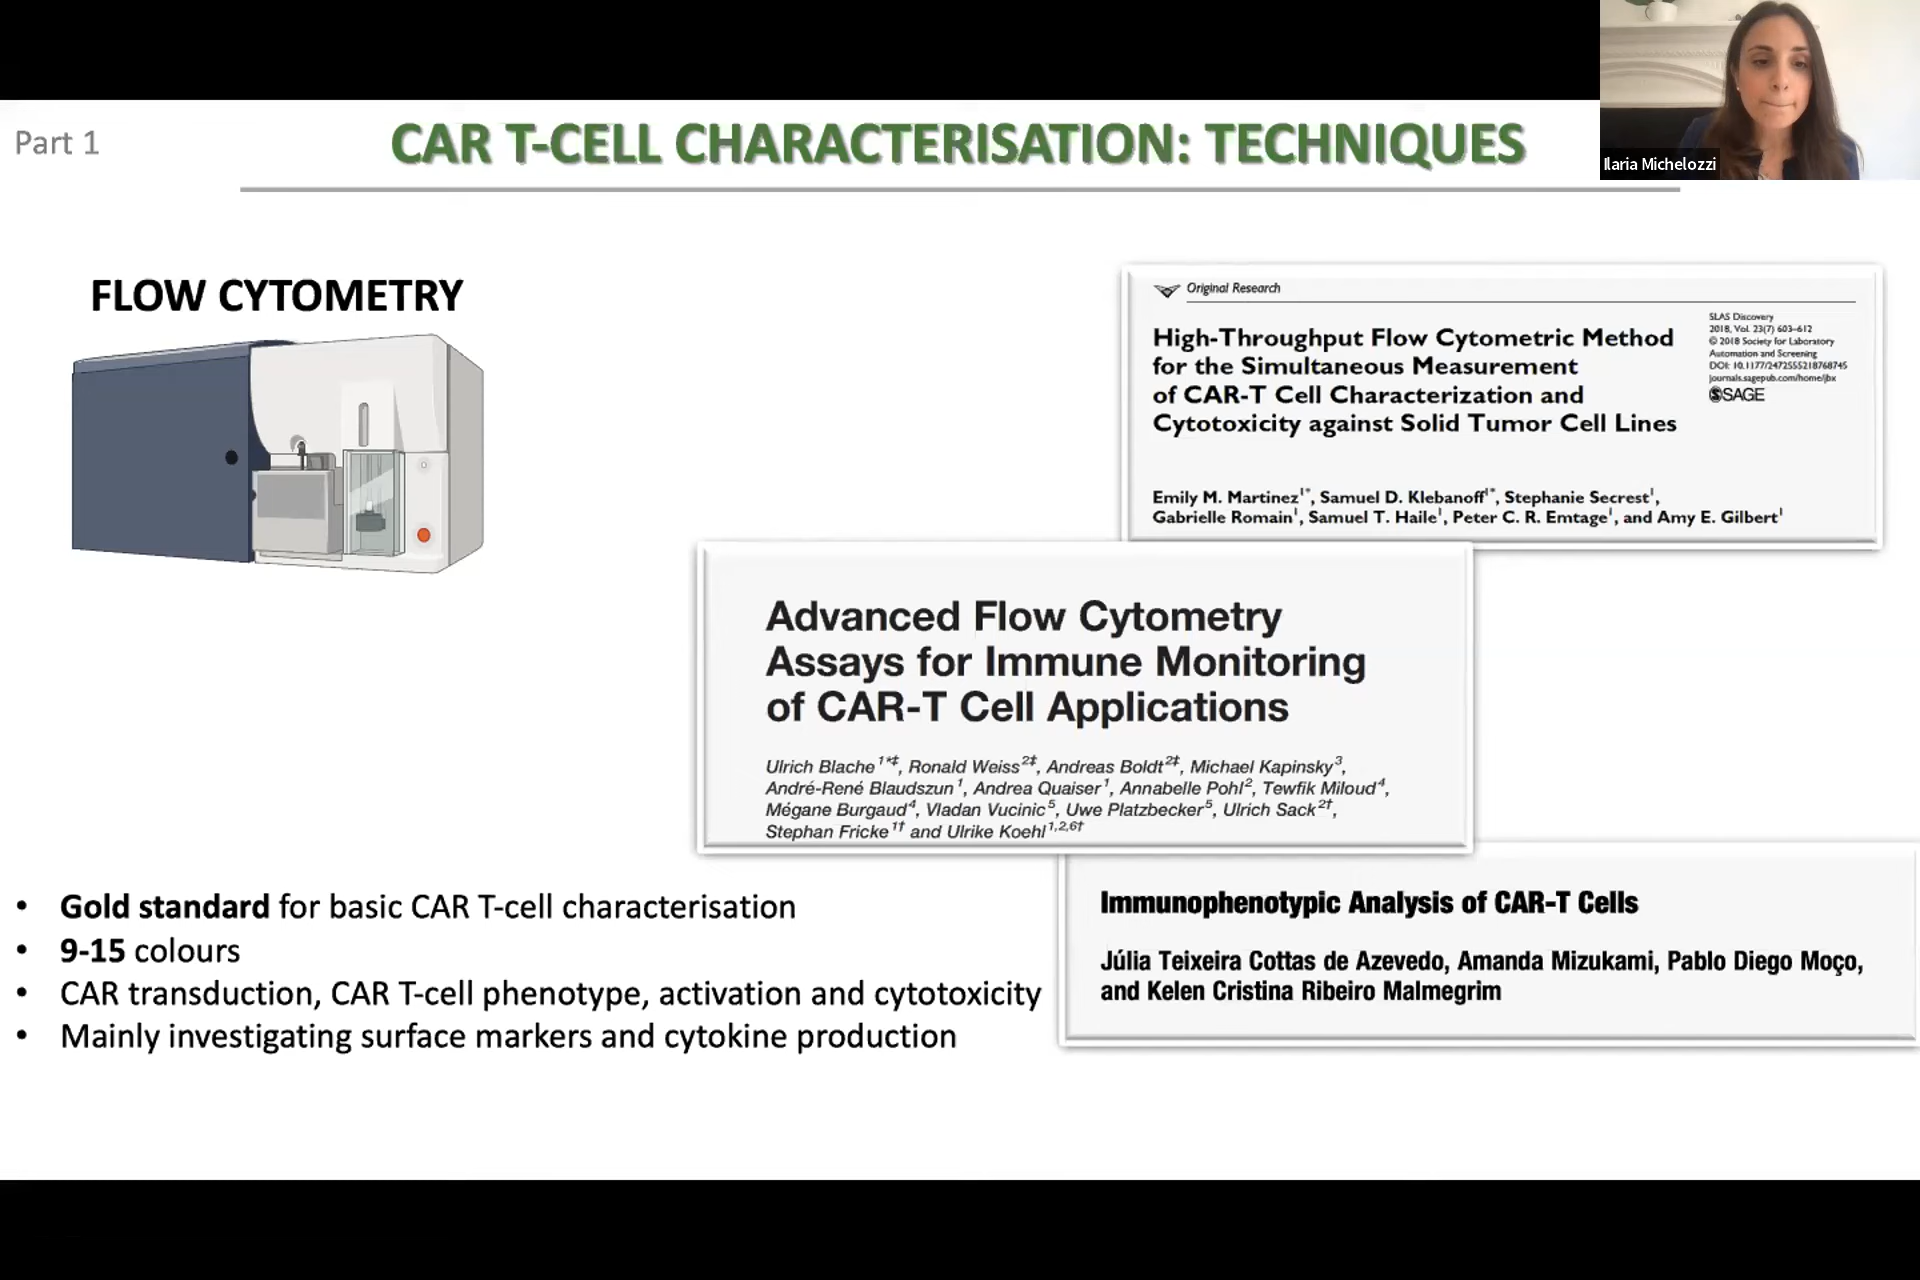 Part 1
CAR T-CELL CHARACTERISATION: TECHNIQUES
Ilaria Michelozzi
FLOW CYTOMETRY
Original Research
High-Throughput Flow Cytometric Method
for the Simultaneous Measurement
of CAR-T Cell Characterization and
Cytotoxicity against Solid Tumor Cell Lines
SLAS Discovery
2018, Vol. 23(7) 603–612
© 2018 Society for Laboratory
Automation and Screening
DOI: 10.1177/2472555218768745
journals.sagepub.com/home/jbx
SAGE
Emily M. Martinez1*, Samuel D. Klebanoff1*, Stephanie Secrest1,
Gabrielle Romain1, Samuel T. Haile1, Peter C. R. Emtage1, and Amy E. Gilbert1
Advanced Flow Cytometry
Assays for Immune Monitoring
of CAR-T Cell Applications
Ulrich Blache1*‡, Ronald Weiss2‡, Andreas Boldt2‡, Michael Kapinsky3,
André-René Blaudszun1, Andrea Quaiser1, Annabelle Pohl2, Tewfik Miloud4,
Mégane Burgaud4, Vladan Vucinic5, Uwe Platzbecker5, Ulrich Sack2†,
Stephan Fricke1† and Ulrike Koehl1,2,6†
Immunophenotypic Analysis of CAR-T Cells
Júlia Teixeira Cottas de Azevedo, Amanda Mizukami, Pablo Diego Moço,
and Kelen Cristina Ribeiro Malmegrim
• Gold standard for basic CAR T-cell characterisation
• 9-15 colours
• CAR transduction, CAR T-cell phenotype, activation and cytotoxicity
• Mainly investigating surface markers and cytokine production